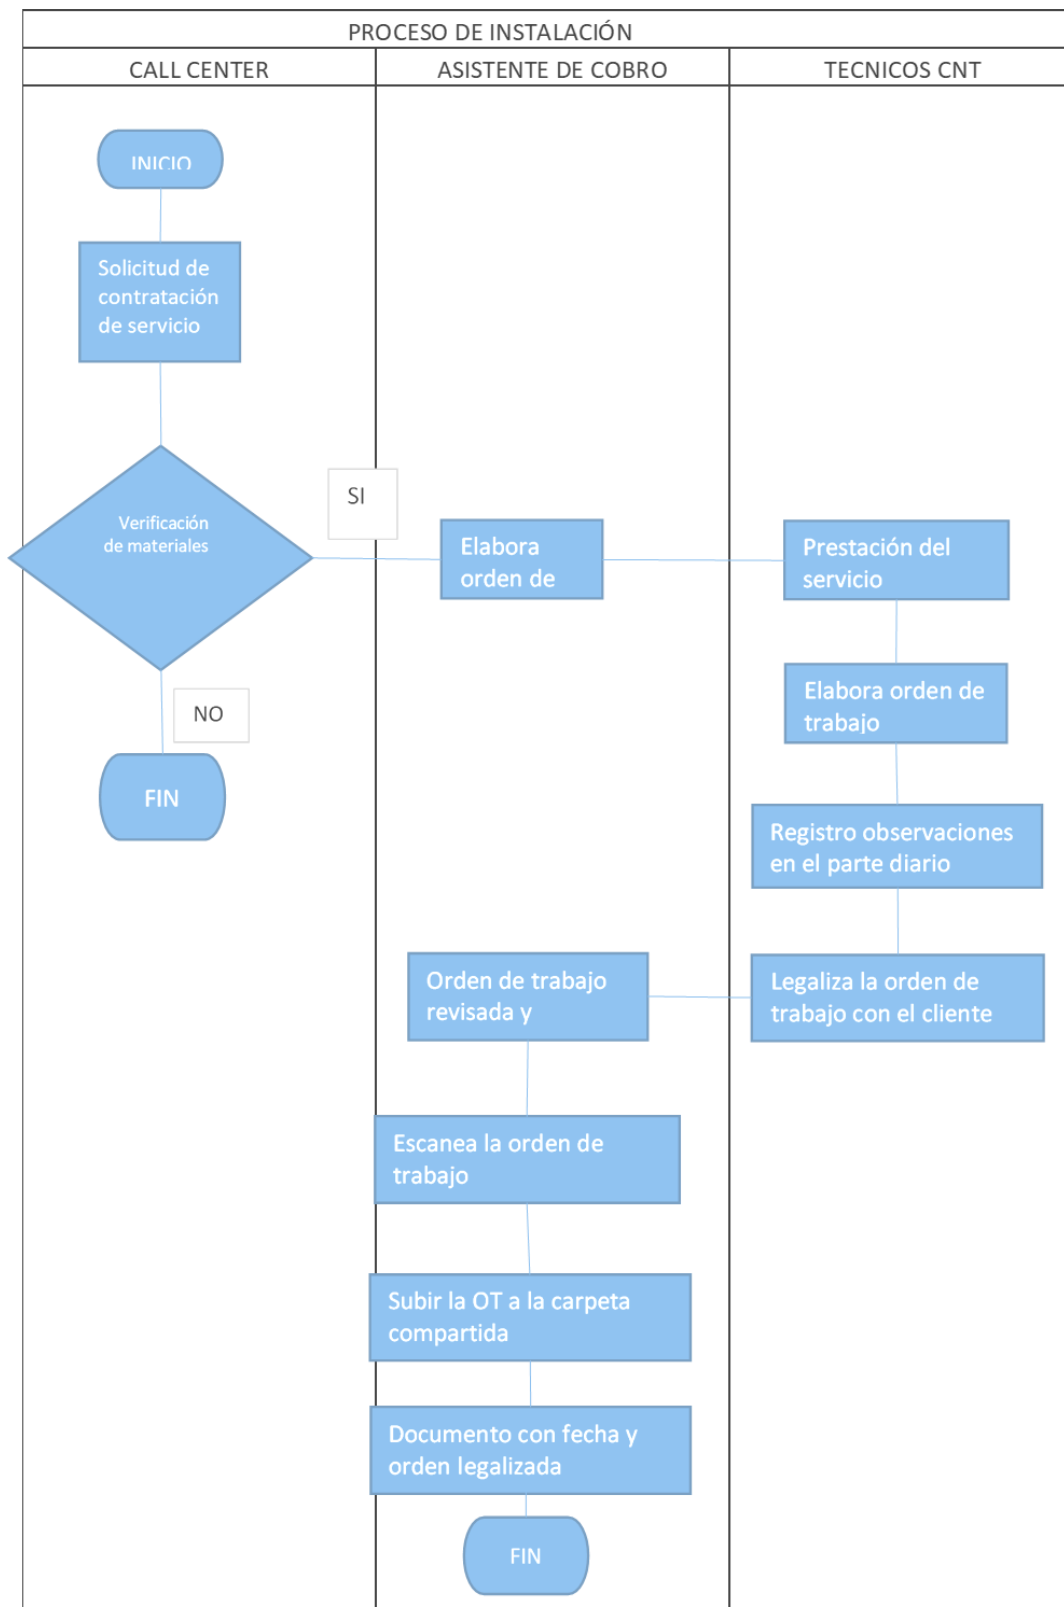 PROCESO DE INSTALACIÓN
CALL CENTER
ASISTENTE DE COBRO
TECNICOS CNT
INICIO
Solicitud de
contratación
de servicio
Verificación
de materiales
SI
NO
FIN
Elabora
orden de
Prestación del
servicio
Elabora orden de
trabajo
Registro observaciones
en el parte diario
Legaliza la orden de
trabajo con el cliente
Orden de trabajo
revisada y
Escanea la orden de
trabajo
Subir la OT a la carpeta
compartida
Documento con fecha y
orden legalizada
FIN